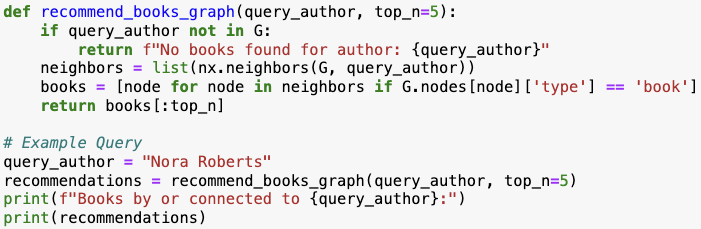 def recommend_books_graph(query_author, top_n=5):
    if query_author not in G:
        return f"No books found for author: {query_author}"
    neighbors = list(nx.neighbors(G, query_author))
    books = [node for node in neighbors if G.nodes[node]['type'] == 'book']
    return books[:top_n]

# Example Query
query_author = "Nora Roberts"
recommendations = recommend_books_graph(query_author, top_n=5)
print(f"Books by or connected to {query_author}:")
print(recommendations)